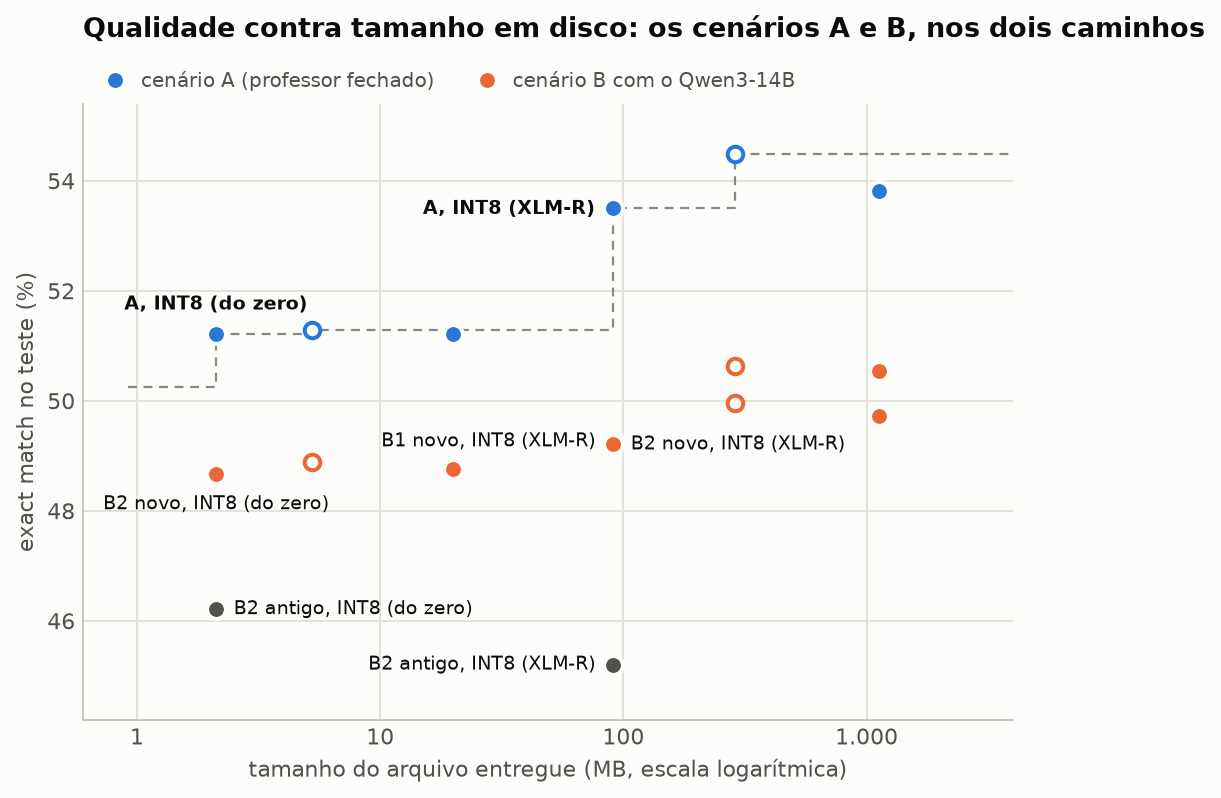 Qualidade contra tamanho em disco: os cenários A e B, nos dois caminhos
cenário A (professor fechado)
cenário B com o Qwen3-14B
54
A, INT8 (XLM-R)
52
A, INT8 (do zero)
50
B1 novo, INT8 (XLM-R)
B2 novo, INT8 (XLM-R)
B2 novo, INT8 (do zero)
48
B2 antigo, INT8 (do zero)
46
B2 antigo, INT8 (XLM-R)
exact match no teste (%)
1
10
100
1.000
tamanho do arquivo entregue (MB, escala logarítmica)